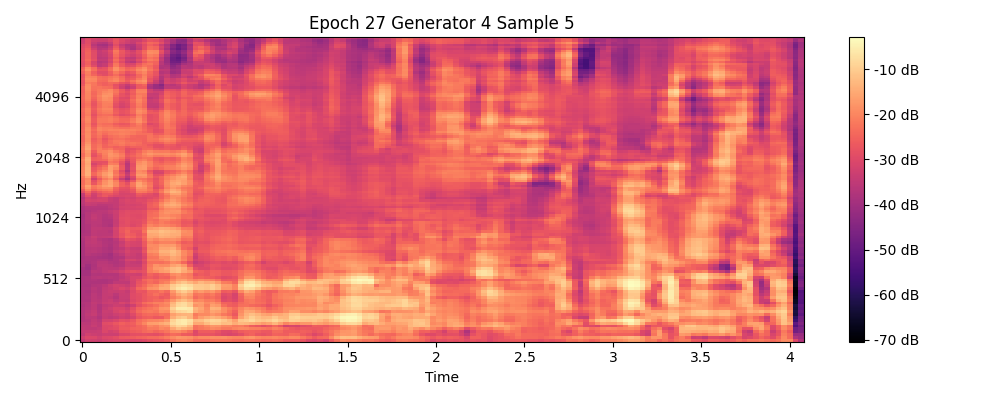 Epoch 27 Generator 4 Sample 5
Hz
4096
2048
1024
512
0
0
0.5
1
1.5
2
2.5
3
3.5
4
Time
-10 dB
-20 dB
-30 dB
-40 dB
-50 dB
-60 dB
-70 dB